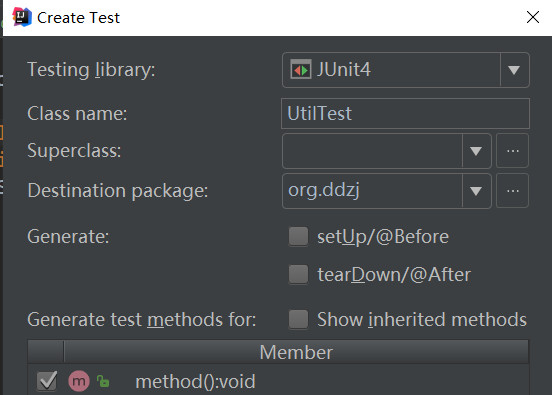 Create Test
Testing library: JUnit4
Class name: UtilTest
Superclass: ...
Destination package: org.ddzj ...
Generate: setUp/@Before
tearDown/@After
Generate test methods for: Show inherited methods
Member
m method():void